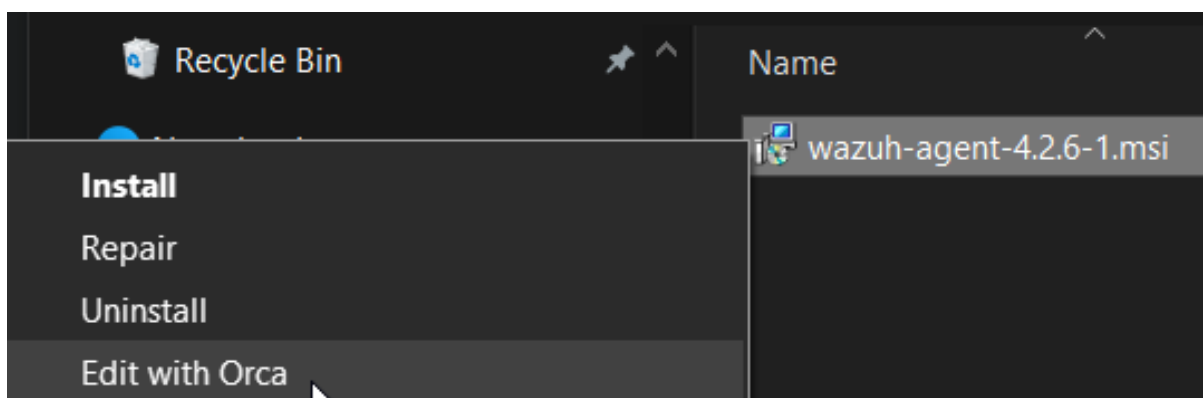 Recycle Bin
Name
wazuh-agent-4.2.6-1.msi
Install
Repair
Uninstall
Edit with Orca